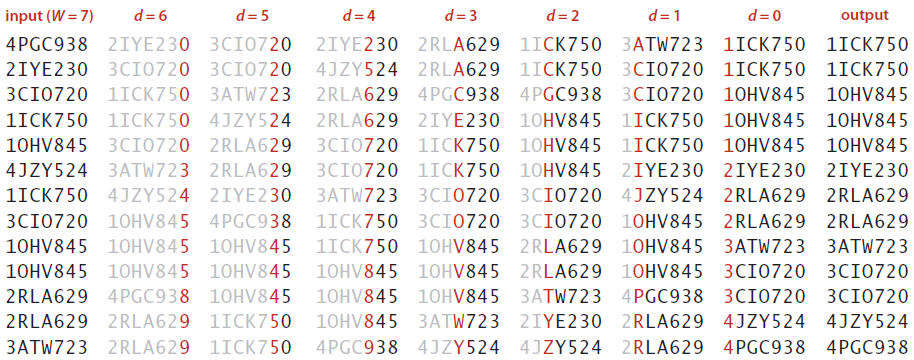 input (W = 7) d = 6 d = 5 d = 4 d = 3 d = 2 d = 1 d = 0 output
4PGC938 2IYE230 3CIO720 2IYE230 2RLA629 1ICK750 3ATW723 1ICK750 1ICK750
2IYE230 3CIO720 3CIO720 4JZY524 2RLA629 1ICK750 3CIO720 1ICK750 1ICK750
3CIO720 1ICK750 3ATW723 2RLA629 4PGC938 4PGC938 3CIO720 1OHV845 1OHV845
1ICK750 1ICK750 4JZY524 2RLA629 2IYE230 1OHV845 1ICK750 1OHV845 1OHV845
1OHV845 3CIO720 2RLA629 3CIO720 1ICK750 1OHV845 1ICK750 1OHV845 1OHV845
4JZY524 3ATW723 2RLA629 3CIO720 1ICK750 1OHV845 2IYE230 2IYE230 2IYE230
1ICK750 4JZY524 2IYE230 3ATW723 3CIO720 3CIO720 4JZY524 2RLA629 2RLA629
3CIO720 1OHV845 4PGC938 1ICK750 3CIO720 3CIO720 1OHV845 2RLA629 2RLA629
1OHV845 1OHV845 1OHV845 1ICK750 1OHV845 2RLA629 1OHV845 3ATW723 3ATW723
1OHV845 1OHV845 1OHV845 1OHV845 1OHV845 2RLA629 1OHV845 3CIO720 3CIO720
2RLA629 4PGC938 1OHV845 1OHV845 1OHV845 3ATW723 4PGC938 3CIO720 3CIO720
2RLA629 2RLA629 1ICK750 1OHV845 3ATW723 2IYE230 2RLA629 4JZY524 4JZY524
3ATW723 2RLA629 1ICK750 4PGC938 4JZY524 4JZY524 2RLA629 4PGC938 4PGC938